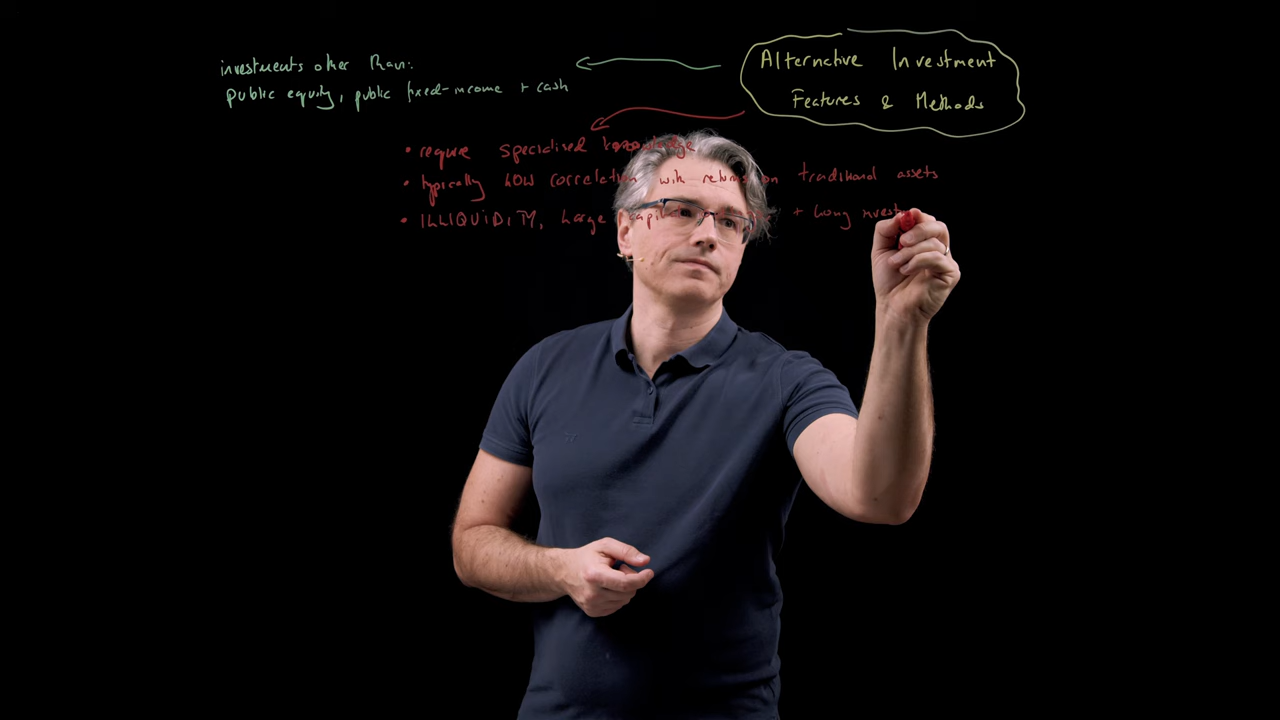 investments other than:
public equity, public fixed-income + cash
Alternative Investment
Features & Methods
• require specialised knowledge
• typically LOW correlation with returns on traditional assets
• ILLIQUIDITY, Large + Long